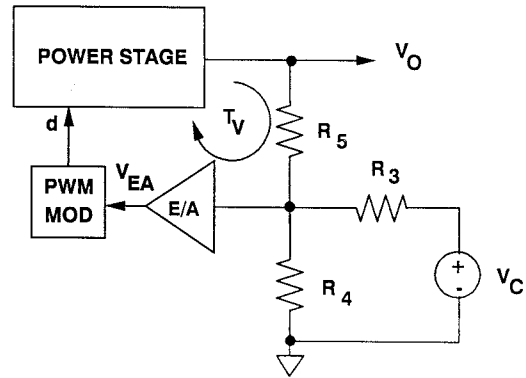 POWER STAGE
V_O
d
T_V
R_5
V_EA
R_3
PWM
MOD
E/A
+
-
V_C
R_4